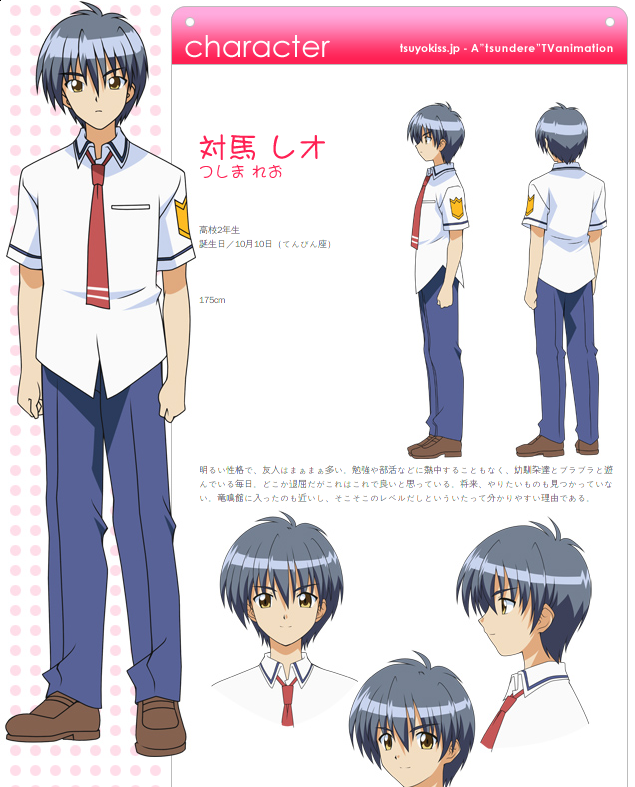 character
tsuyokiss.jp - A"tsundere"TVanimation
対馬 レオ
つしま れお
高校2年生
誕生日／10月10日（てんびん座）
175cm
明るい性格で、友人はまぁまぁ多い。勉強や部活などに熱中することもなく、幼馴染達とブラブラと遊
んでいる毎日。どこか退屈だがこれはこれで良いと思っている。将来、やりたいものも見つかっていな
い。竜鳴館に入ったのも近いし、そこそこのレベルだしといういたって分かりやすい理由である。